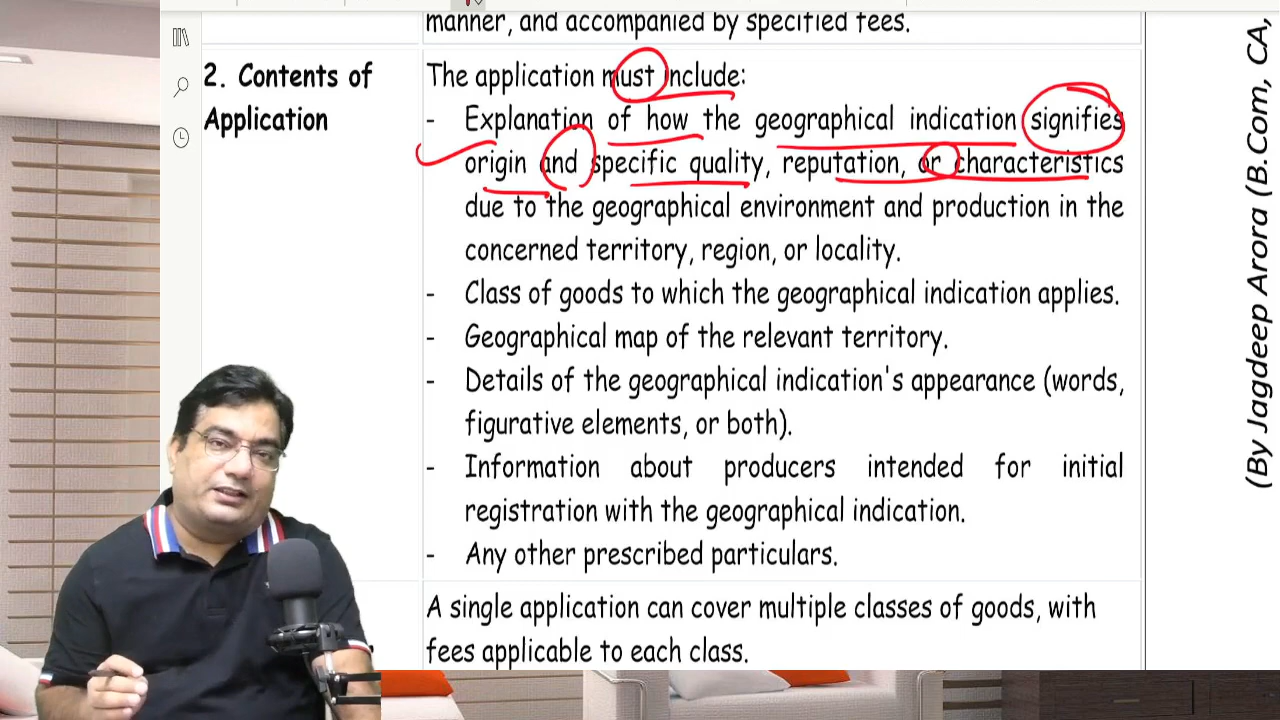 manner, and accompanied by specified fees.
2. Contents of
Application
The application must include:
- Explanation of how the geographical indication signifies
origin and specific quality, reputation, or characteristics
due to the geographical environment and production in the
concerned territory, region, or locality.
- Class of goods to which the geographical indication applies.
- Geographical map of the relevant territory.
- Details of the geographical indication's appearance (words,
figurative elements, or both).
- Information about producers intended for initial
registration with the geographical indication.
- Any other prescribed particulars.
A single application can cover multiple classes of goods, with
fees applicable to each class.
(By Jagdeep Arora (B.Com, CA,